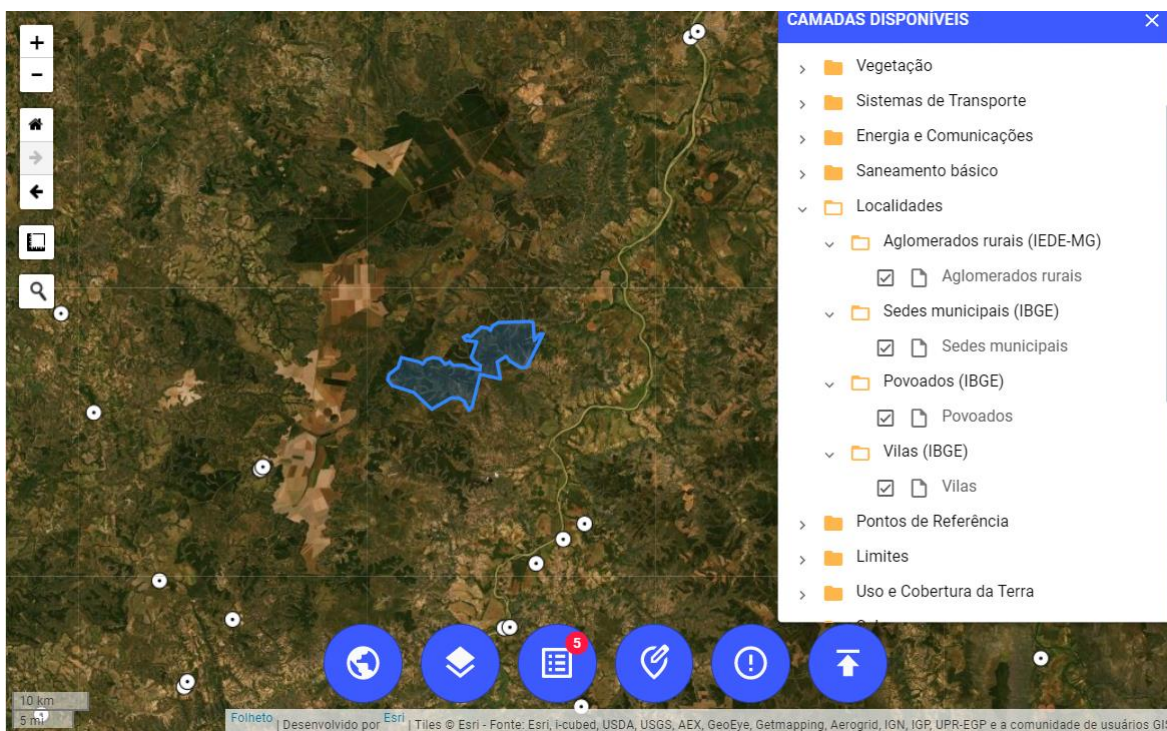 CAMADAS DISPONÍVEIS
Vegetação
Sistemas de Transporte
Energia e Comunicações
Saneamento básico
Localidades
Aglomerados rurais (IEDE-MG)
Aglomerados rurais
Sedes municipais (IBGE)
Sedes municipais
Povoados (IBGE)
Povoados
Vilas (IBGE)
Vilas
Pontos de Referência
Limites
Uso e Cobertura da Terra
5
10 km
5 mi
Folheto | Desenvolvido por Esri | Tiles © Esri - Fonte: Esri, i-cubed, USDA, USGS, AEX, GeoEye, Getmapping, Aerogrid, IGN, IGP, UPR-EGP e a comunidade de usuários GIS